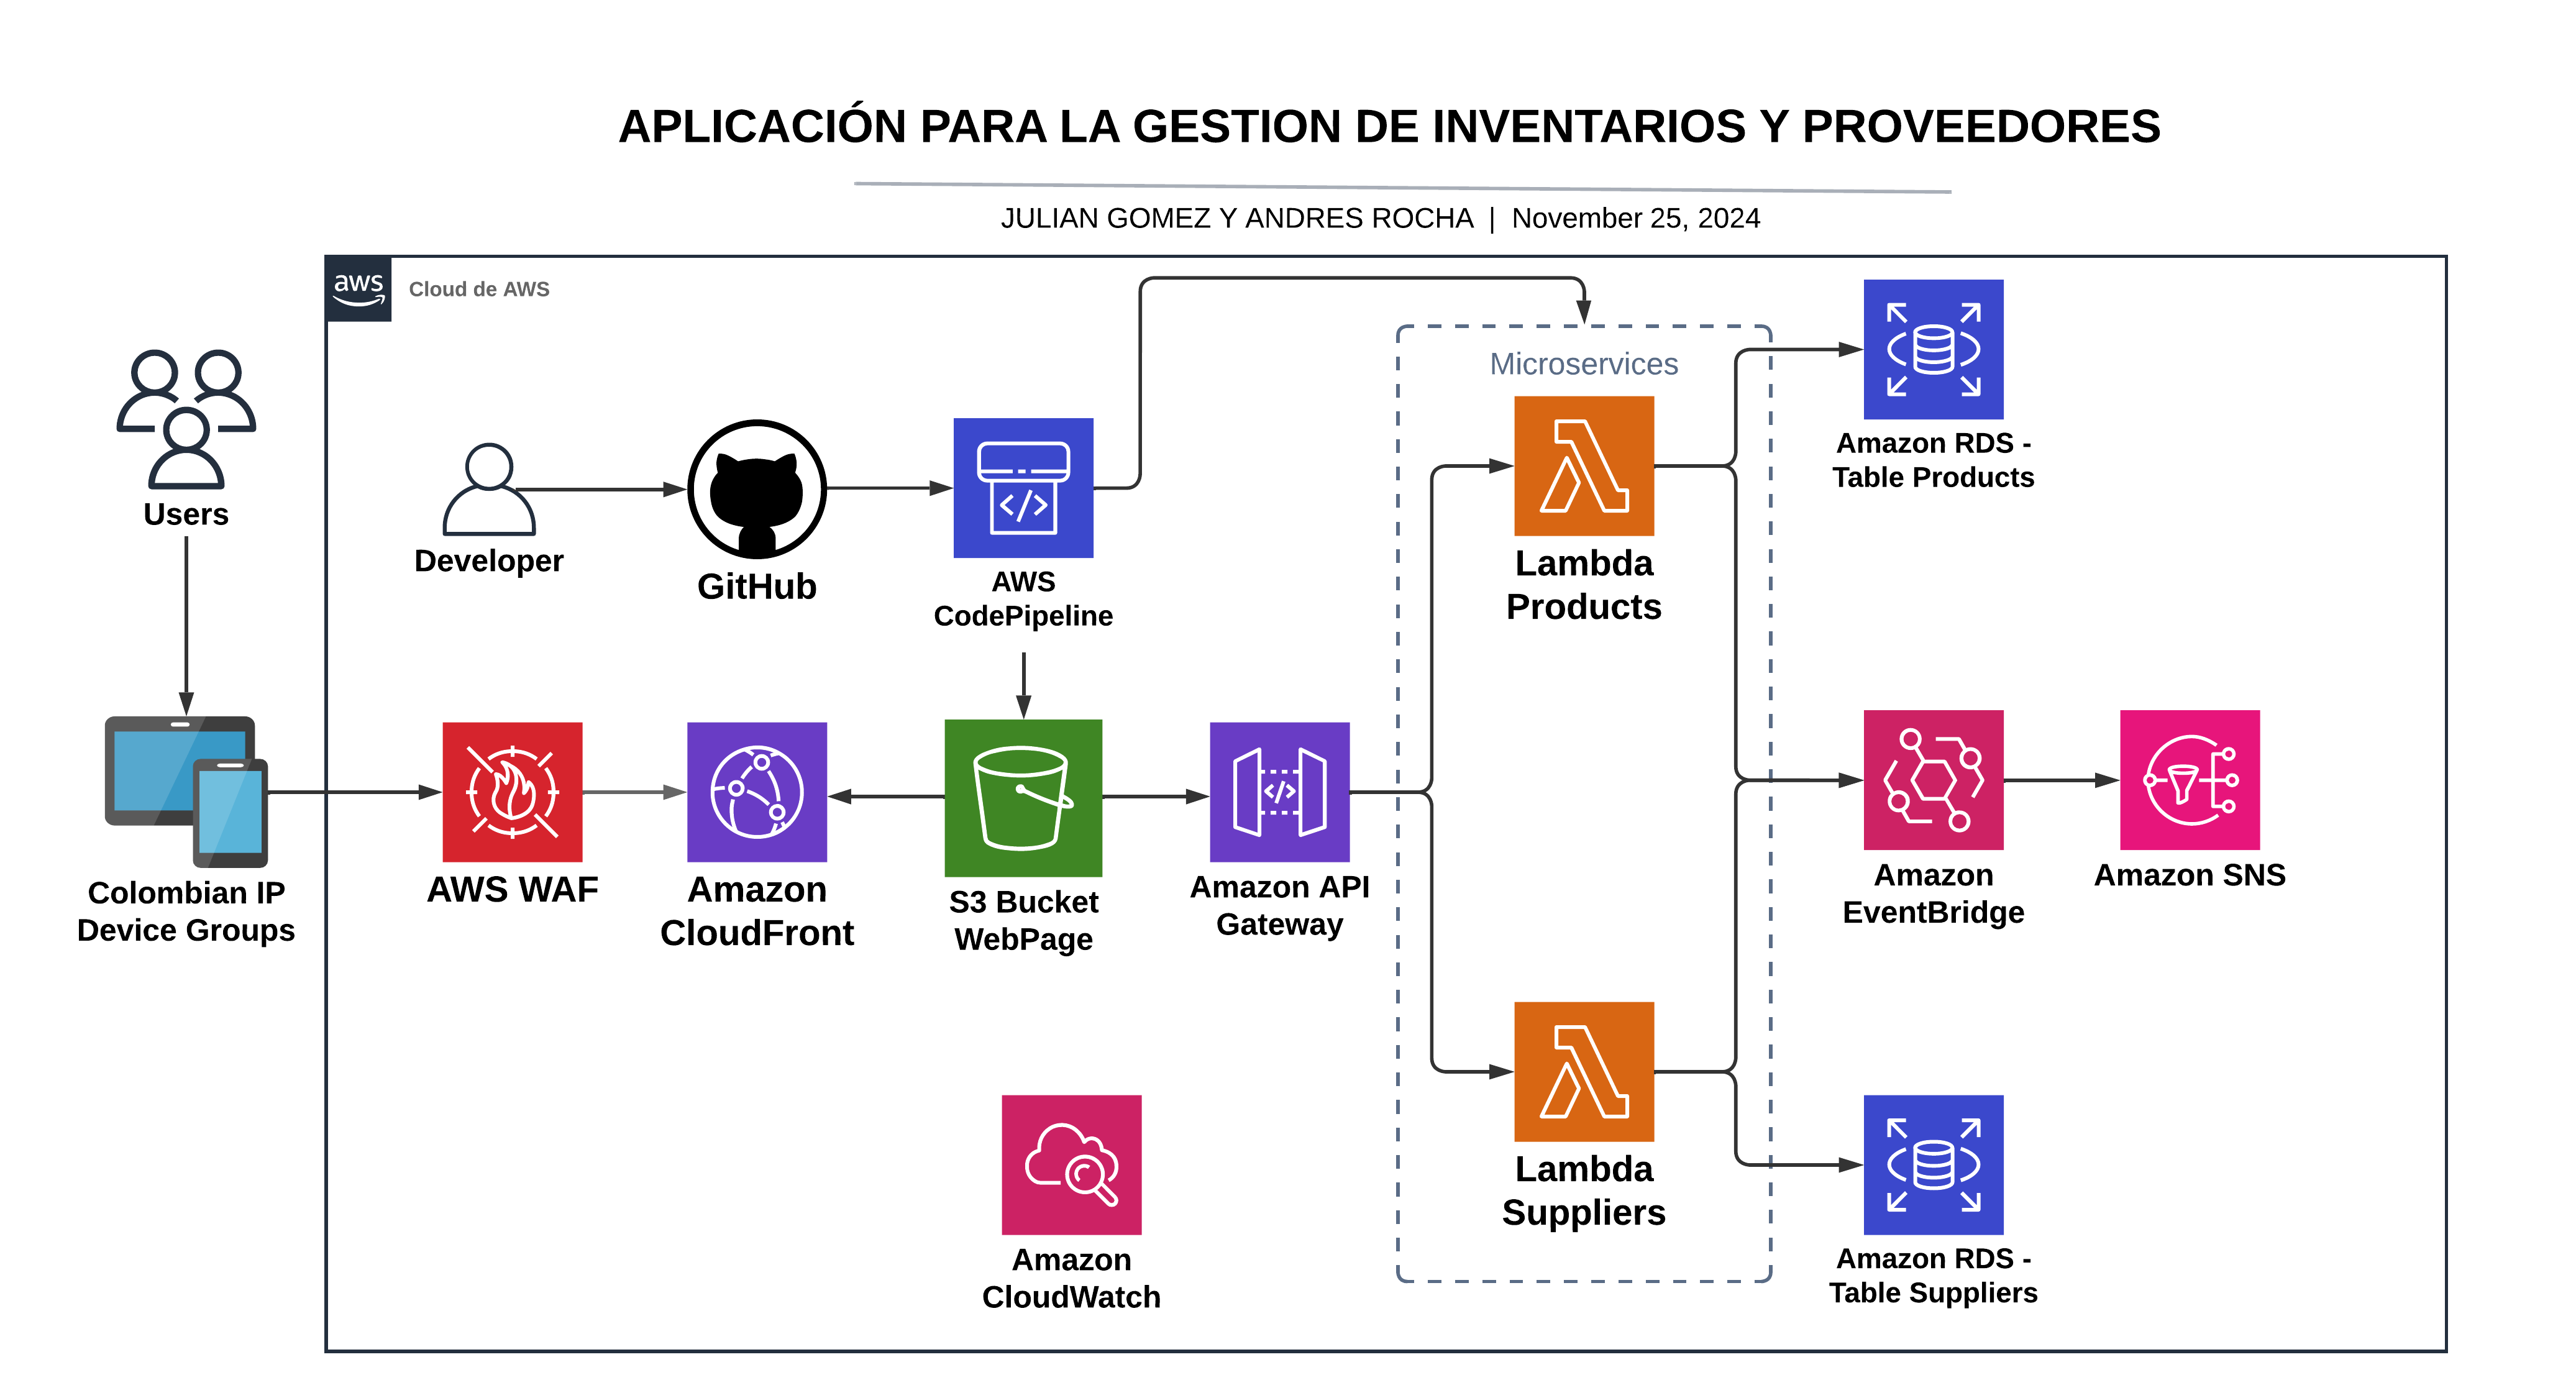 APLICACIÓN PARA LA GESTION DE INVENTARIOS Y PROVEEDORES
JULIAN GOMEZ Y ANDRES ROCHA | November 25, 2024
aws
Cloud de AWS
Users
Developer
GitHub
AWS
CodePipeline
Microservices
Lambda
Products
Amazon RDS -
Table Products
Colombian IP
Device Groups
AWS WAF
Amazon
CloudFront
S3 Bucket
WebPage
Amazon API
Gateway
Amazon
EventBridge
Amazon SNS
Amazon
CloudWatch
Lambda
Suppliers
Amazon RDS -
Table Suppliers